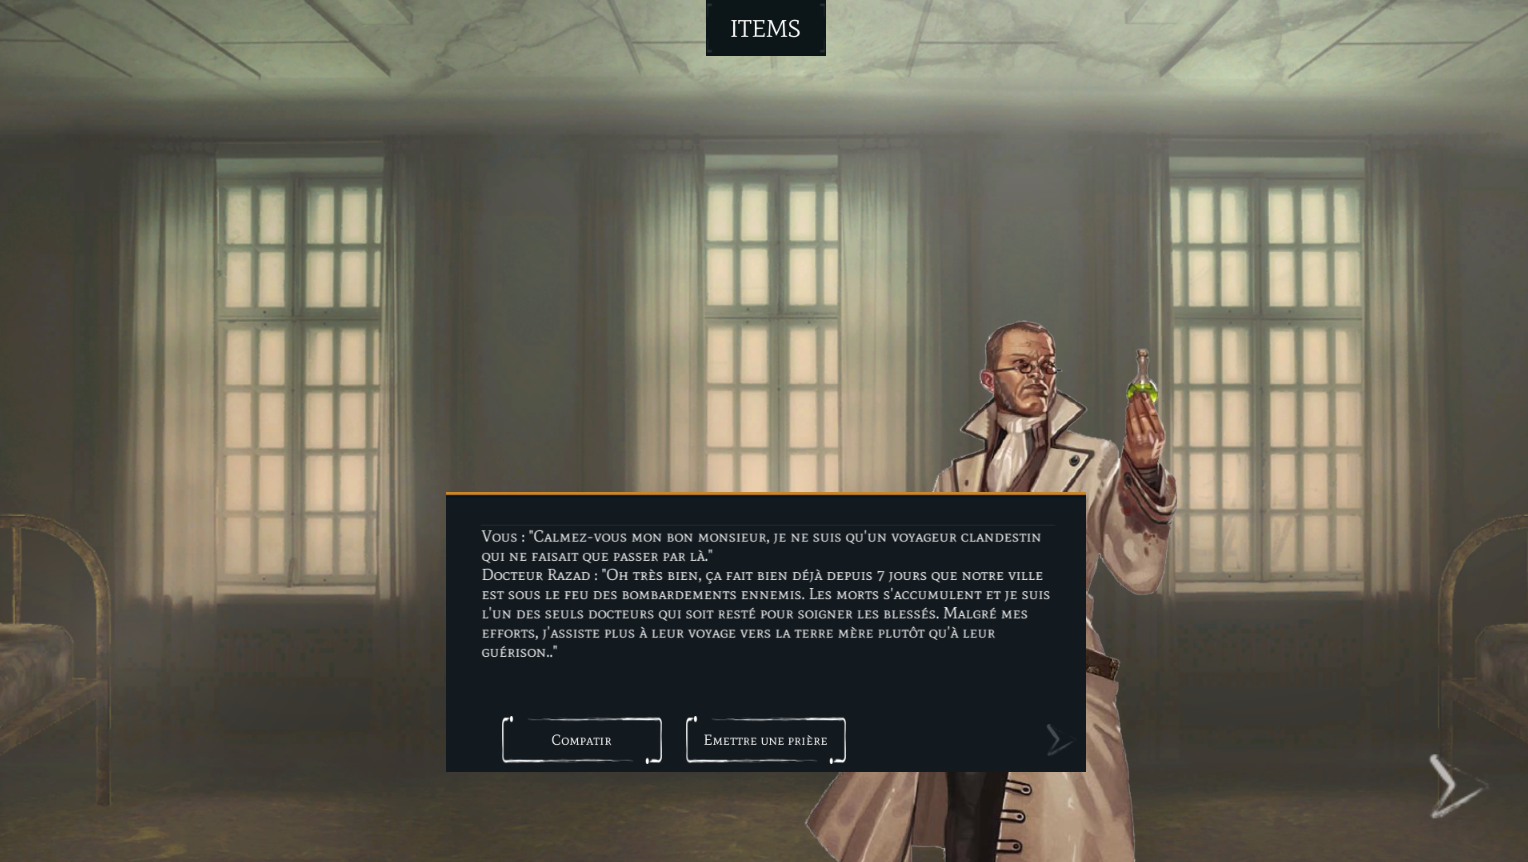 ITEMS
Vous : "Calmez-vous mon bon monsieur, je ne suis qu'un voyageur clandestin
qui ne faisait que passer par là."
Docteur Razad : "Oh très bien, ça fait bien déjà depuis 7 jours que notre ville
est sous le feu des bombardements ennemis. Les morts s'accumulent et je suis
l'un des seuls docteurs qui soit resté pour soigner les blessés. Malgré mes
efforts, j'assiste plus à leur voyage vers la terre mère plutôt qu'à leur
guérison.."
Compatir
Emettre une prière